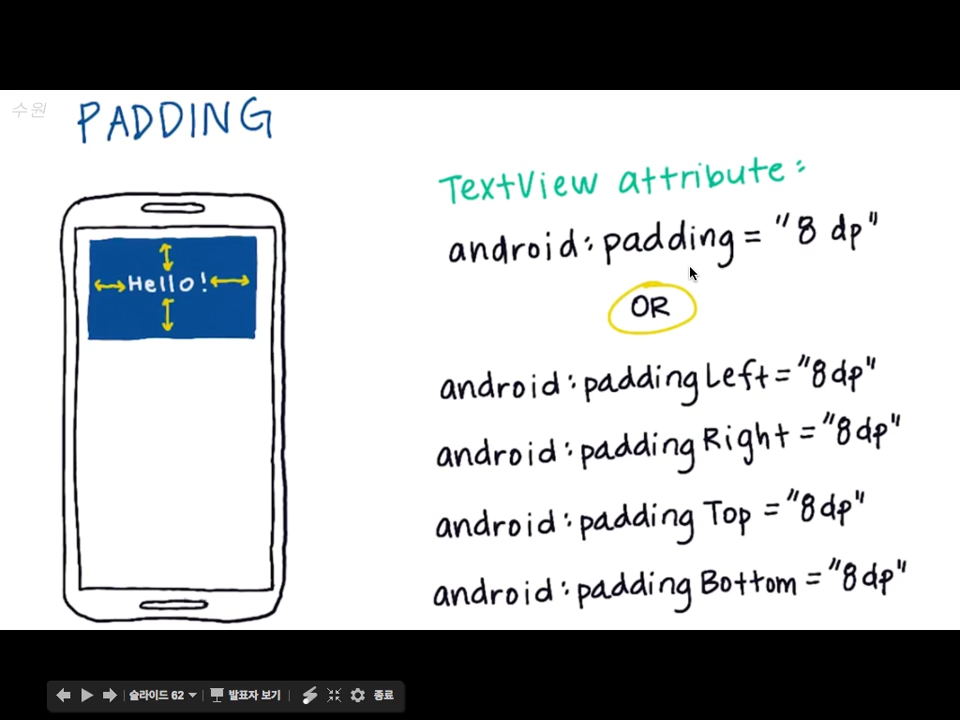 수원
PADDING
TextView attribute:
android:padding = "8 dp"
Hello!
OR
android:paddingLeft="8dp"
android:paddingRight="8dp"
android:paddingTop="8dp"
android:paddingBottom="8dp"
슬라이드 62
발표자 보기
종료